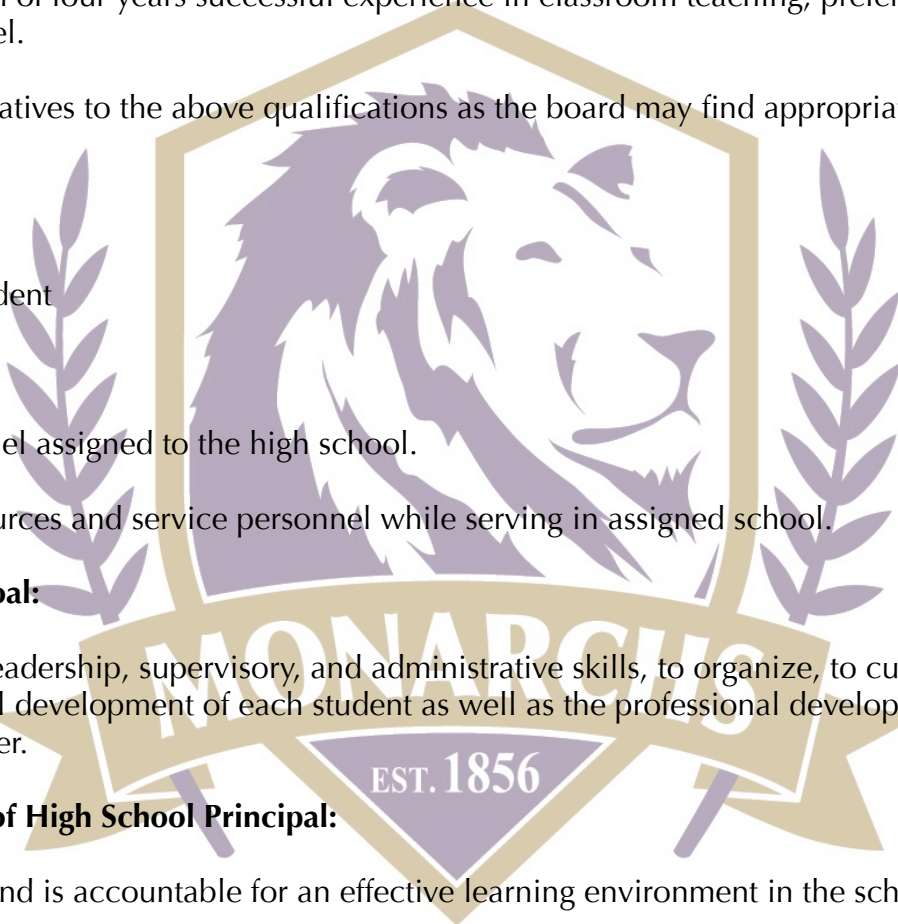 of four years successful experience in classroom teaching,
el.
atives to the above qualifications as the board may find
dent
el assigned to the high school.
urces and service personnel while serving in assigned school.
pal:
leadership, supervisory, and administrative skills, to organize, to cu
MONARCHS
l development of each student as well as the professional develop
er.
EST. 1856
of High School Principal:
nd is accountable for an effective learning environment in the sch